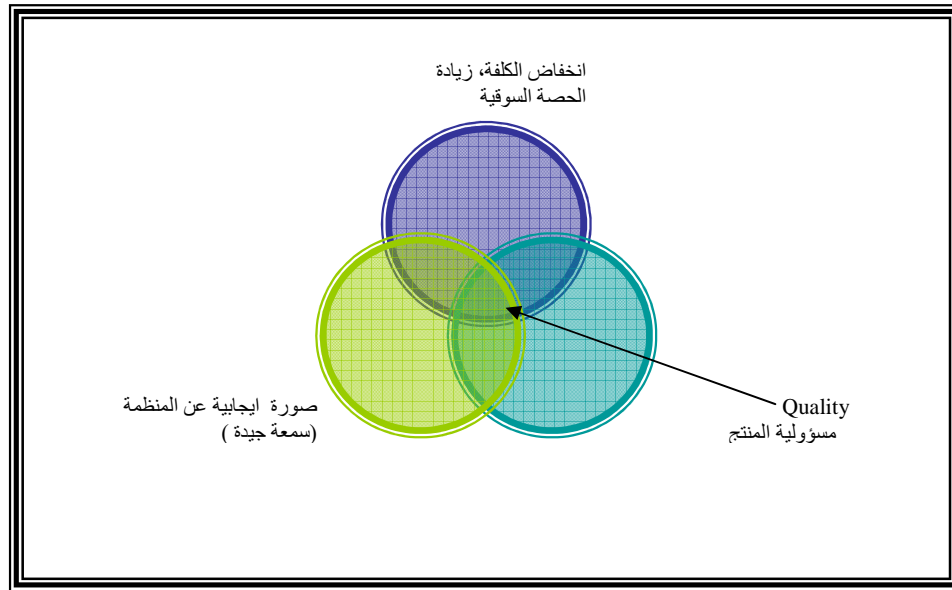 انخفاض الكلفة، زيادة
الحصة السوقية
صورة ايجابية عن المنظمة
(سمعة جيدة )
Quality
مسؤولية المنتج